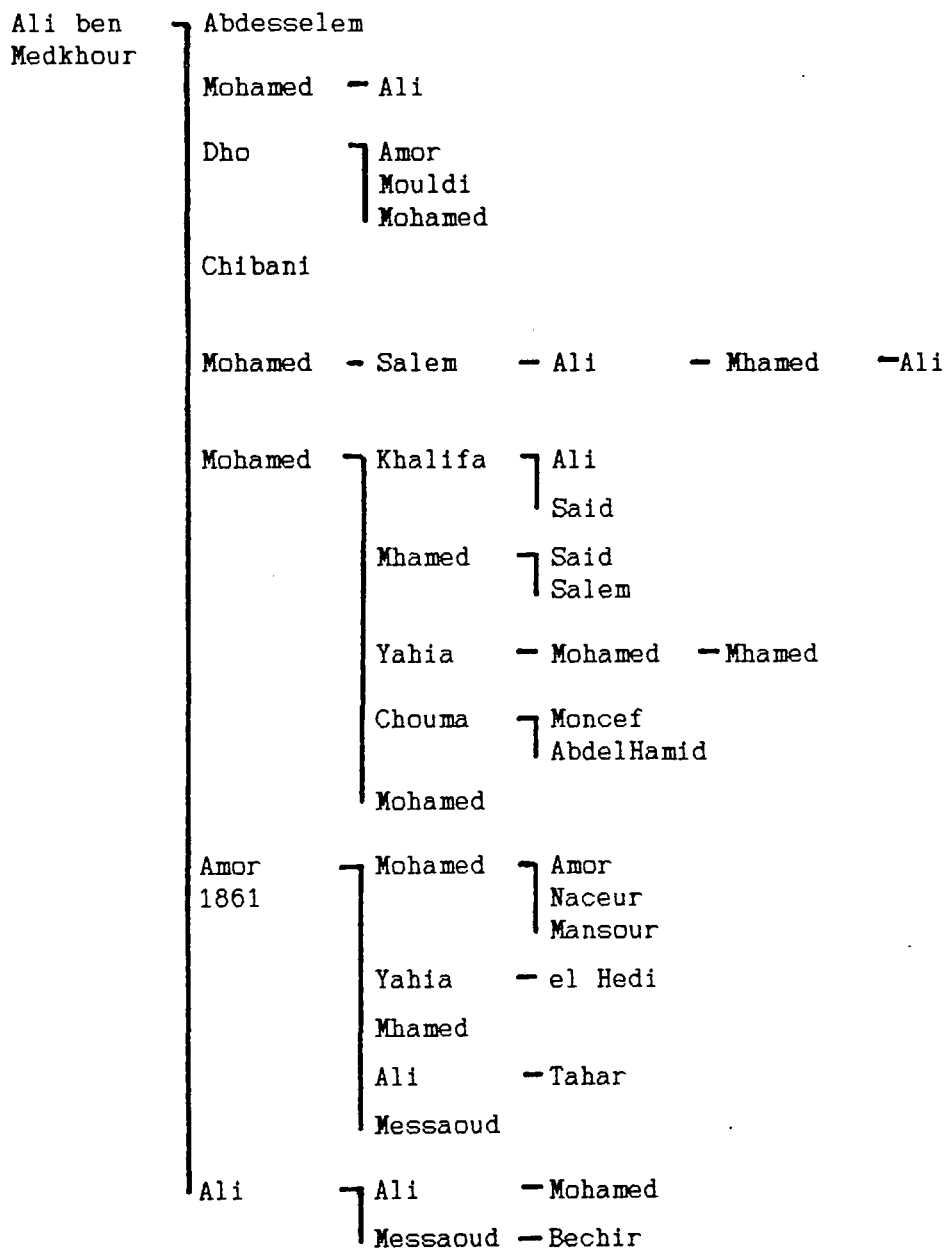 Ali ben Abdesselem
Medkhour
Mohamed - Ali
Dho Amor
Mouldi
Mohamed
Chibani
Mohamed - Salem - Ali - Mhamed - Ali
Mohamed Khalifa Ali
Said
Mhamed Said
Salem
Yahia - Mohamed - Mhamed
Chouma Moncef
AbdelHamid
Mohamed
Amor Mohamed Amor
1861 Naceur
Mansour
Yahia - el Hedi
Mhamed
Ali - Tahar
Messaoud
Ali Ali - Mohamed
Messaoud - Bechir